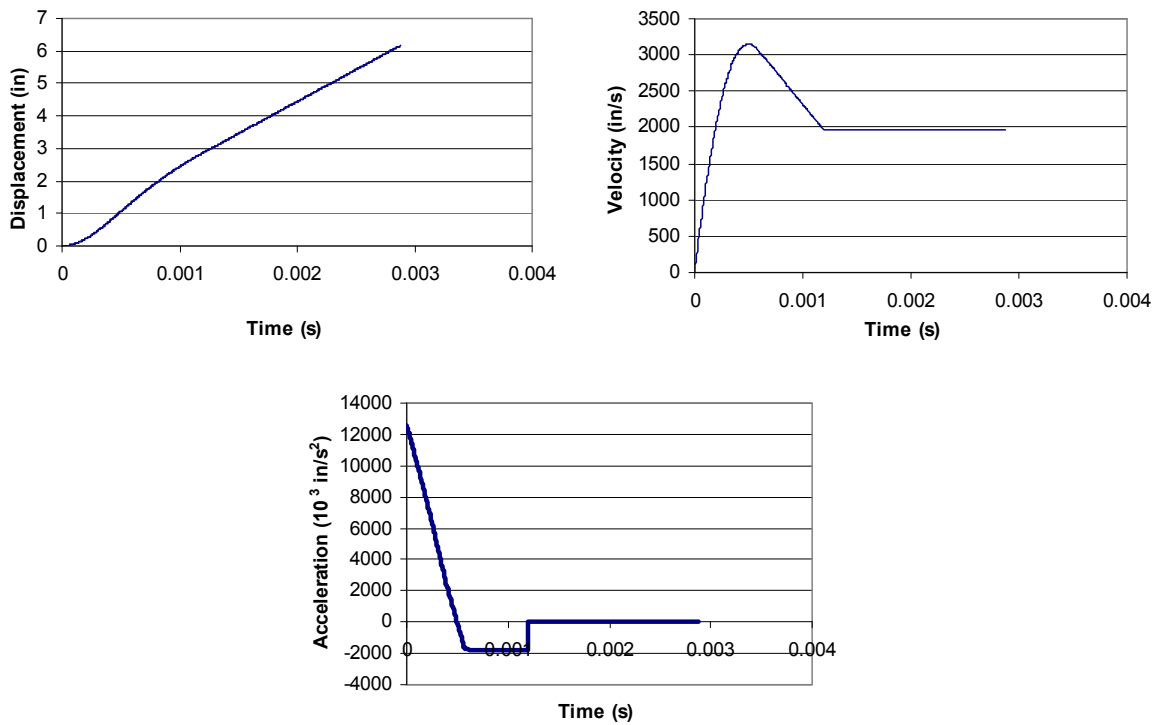 7
6
5
4
3
2
1
0
Displacement (in)
0 0.001 0.002 0.003 0.004
Time (s)
3500
3000
2500
2000
1500
1000
500
0
Velocity (in/s)
0 0.001 0.002 0.003 0.004
Time (s)
14000
12000
10000
8000
6000
4000
2000
0
-2000
-4000
Acceleration (10³ in/s²)
0 0.001 0.002 0.003 0.004
Time (s)